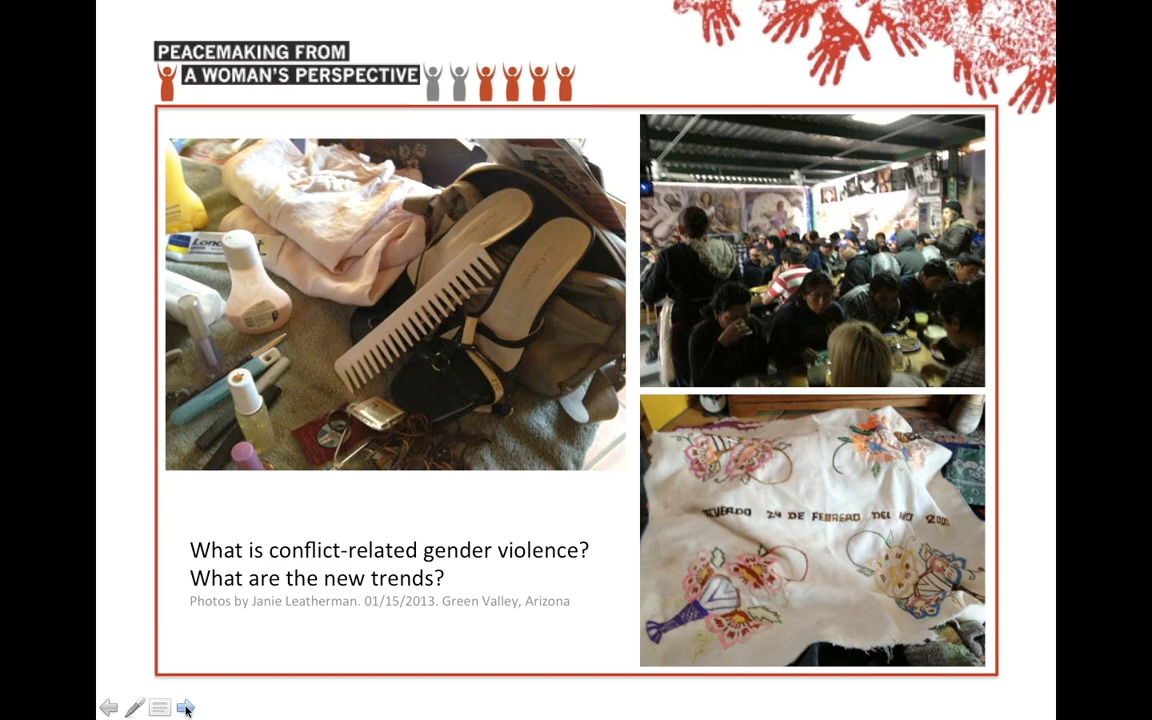 PEACEMAKING FROM
A WOMAN'S PERSPECTIVE
What is conflict-related gender violence?
What are the new trends?
Photos by Janie Leatherman. 01/15/2013. Green Valley, Arizona
24 DE FEBRERO DEL AÑO